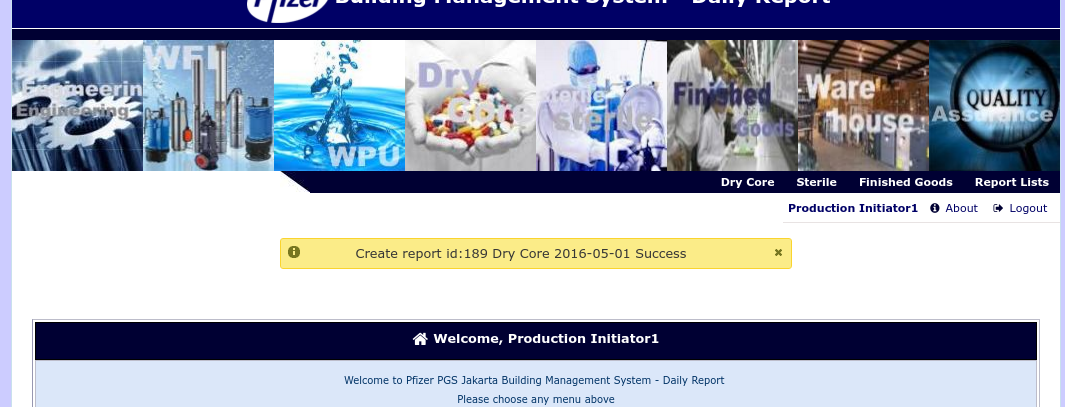 Pfizer Building Management System - Daily Report
Engineering
Engineering
WFI
WPU
Dry
Core
Sterile
sterile
Finished
Goods
Ware
house
QUALITY
Assurance
Dry Core Sterile Finished Goods Report Lists
Production Initiator1 About Logout
Create report id:189 Dry Core 2016-05-01 Success
Welcome, Production Initiator1
Welcome to Pfizer PGS Jakarta Building Management System - Daily Report
Please choose any menu above